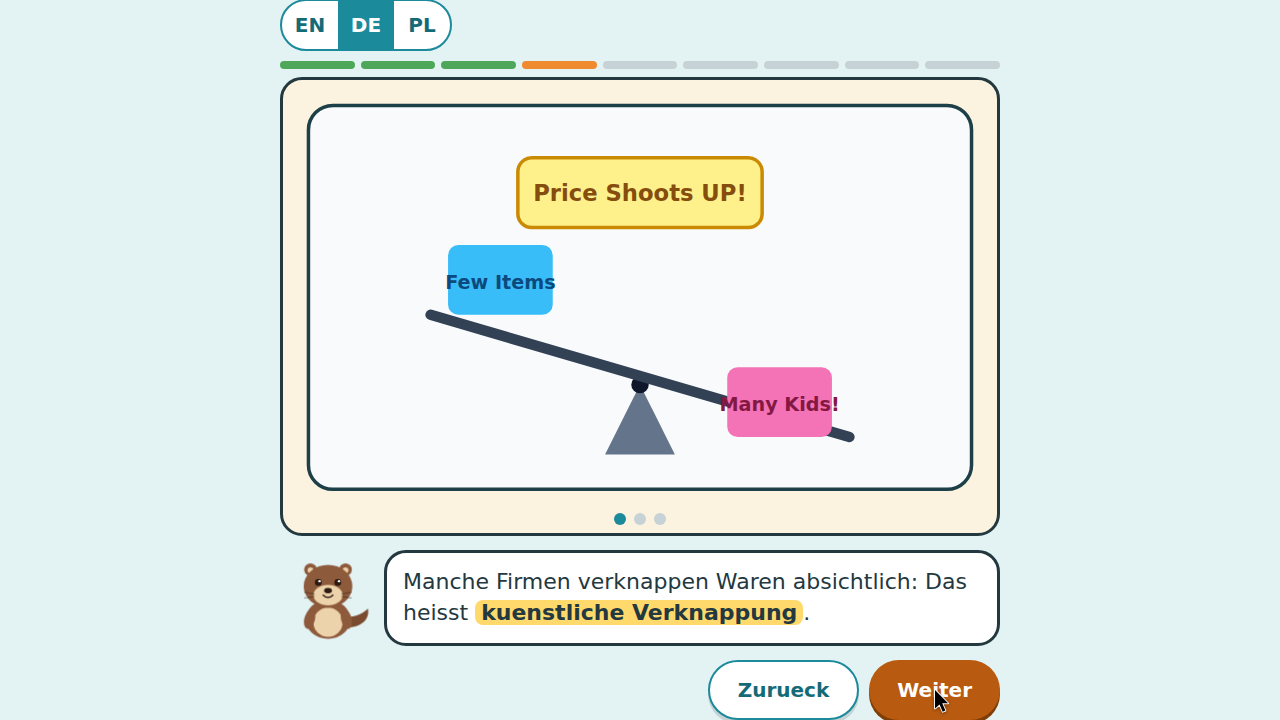 EN DE PL
Price Shoots UP!
Few Items
Many Kids!
Manche Firmen verknappen Waren absichtlich: Das
heisst kuenstliche Verknappung.
Zurueck Weiter